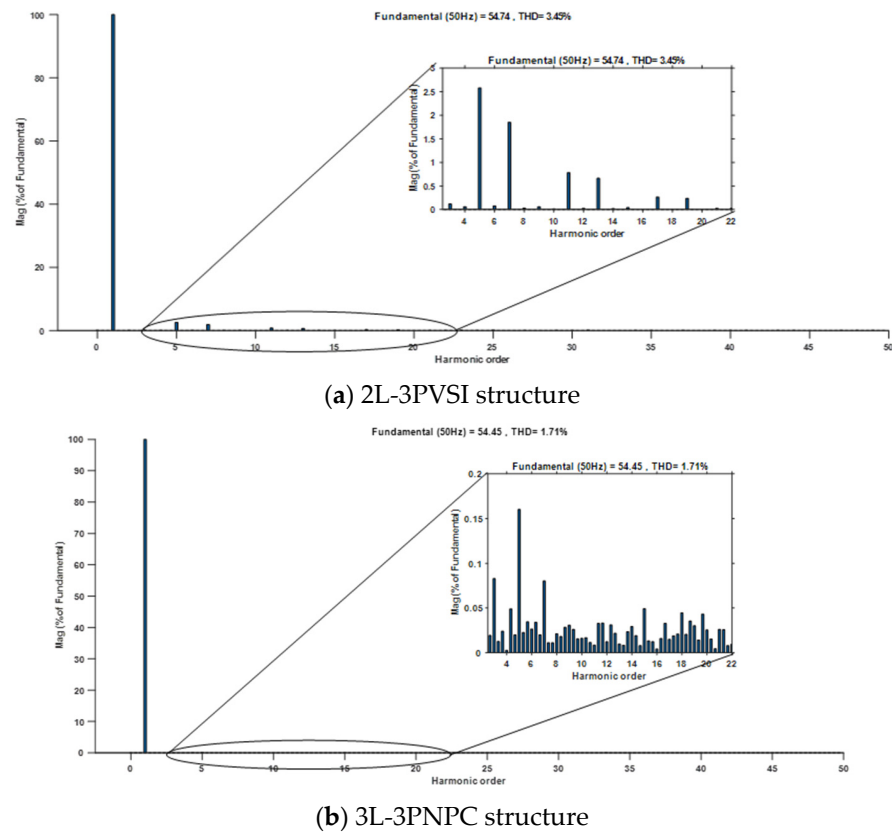 Fundamental (50Hz) = 54.74 , THD= 3.45%
100
80
60
40
20
0
Mag (% of Fundamental)
0 5 10 15 20 25 30 35 40 45 50
Harmonic order
Fundamental (50Hz) = 54.74 , THD= 3.45%
3
2.5
2
1.5
1
0.5
0
Mag (% of Fundamental)
4 6 8 10 12 14 16 18 20 22
Harmonic order
(a) 2L-3PVSI structure
Fundamental (50Hz) = 54.45 , THD= 1.71%
100
90
80
70
60
50
40
30
20
10
0
Mag (% of Fundamental)
0 5 10 15 20 25 30 35 40 45 50
Harmonic order
Fundamental (50Hz) = 54.45 , THD= 1.71%
0.2
0.15
0.1
0.05
0
Mag (% of Fundamental)
4 6 8 10 12 14 16 18 20 22
Harmonic order
(b) 3L-3PNPC structure